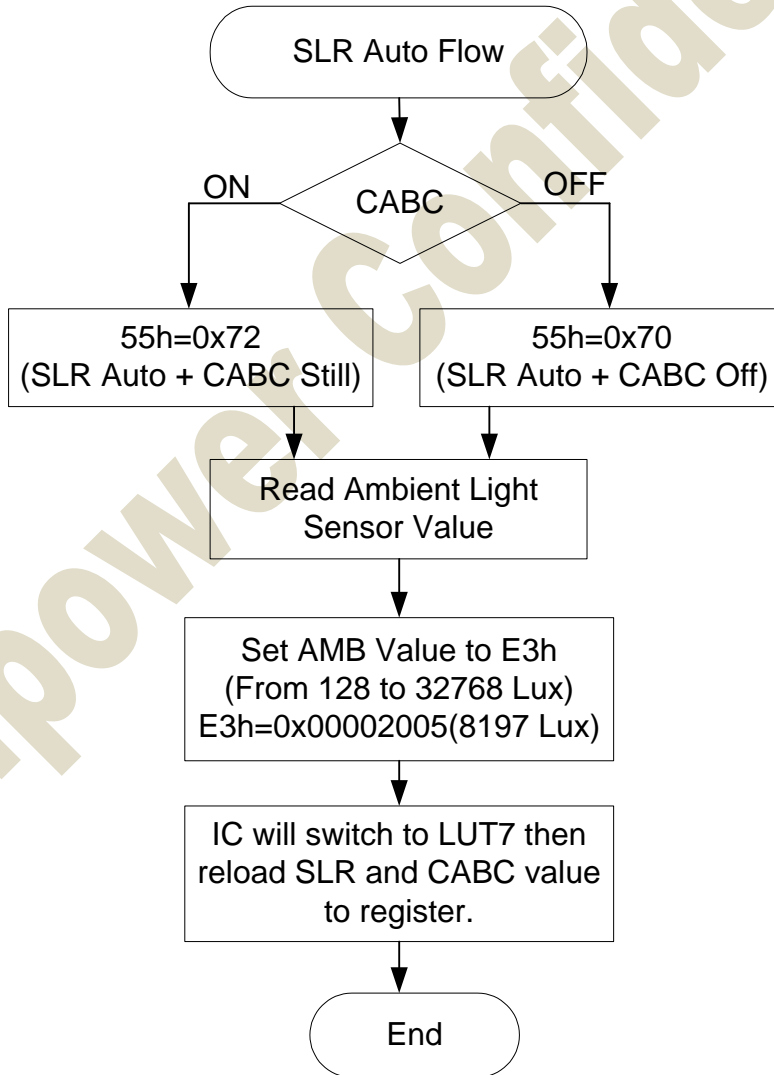 SLR Auto Flow
ON
OFF
CABC
55h=0x72
(SLR Auto + CABC Still)
55h=0x70
(SLR Auto + CABC Off)
Read Ambient Light
Sensor Value
Set AMB Value to E3h
(From 128 to 32768 Lux)
E3h=0x00002005(8197 Lux)
IC will switch to LUT7 then
reload SLR and CABC value
to register.
End